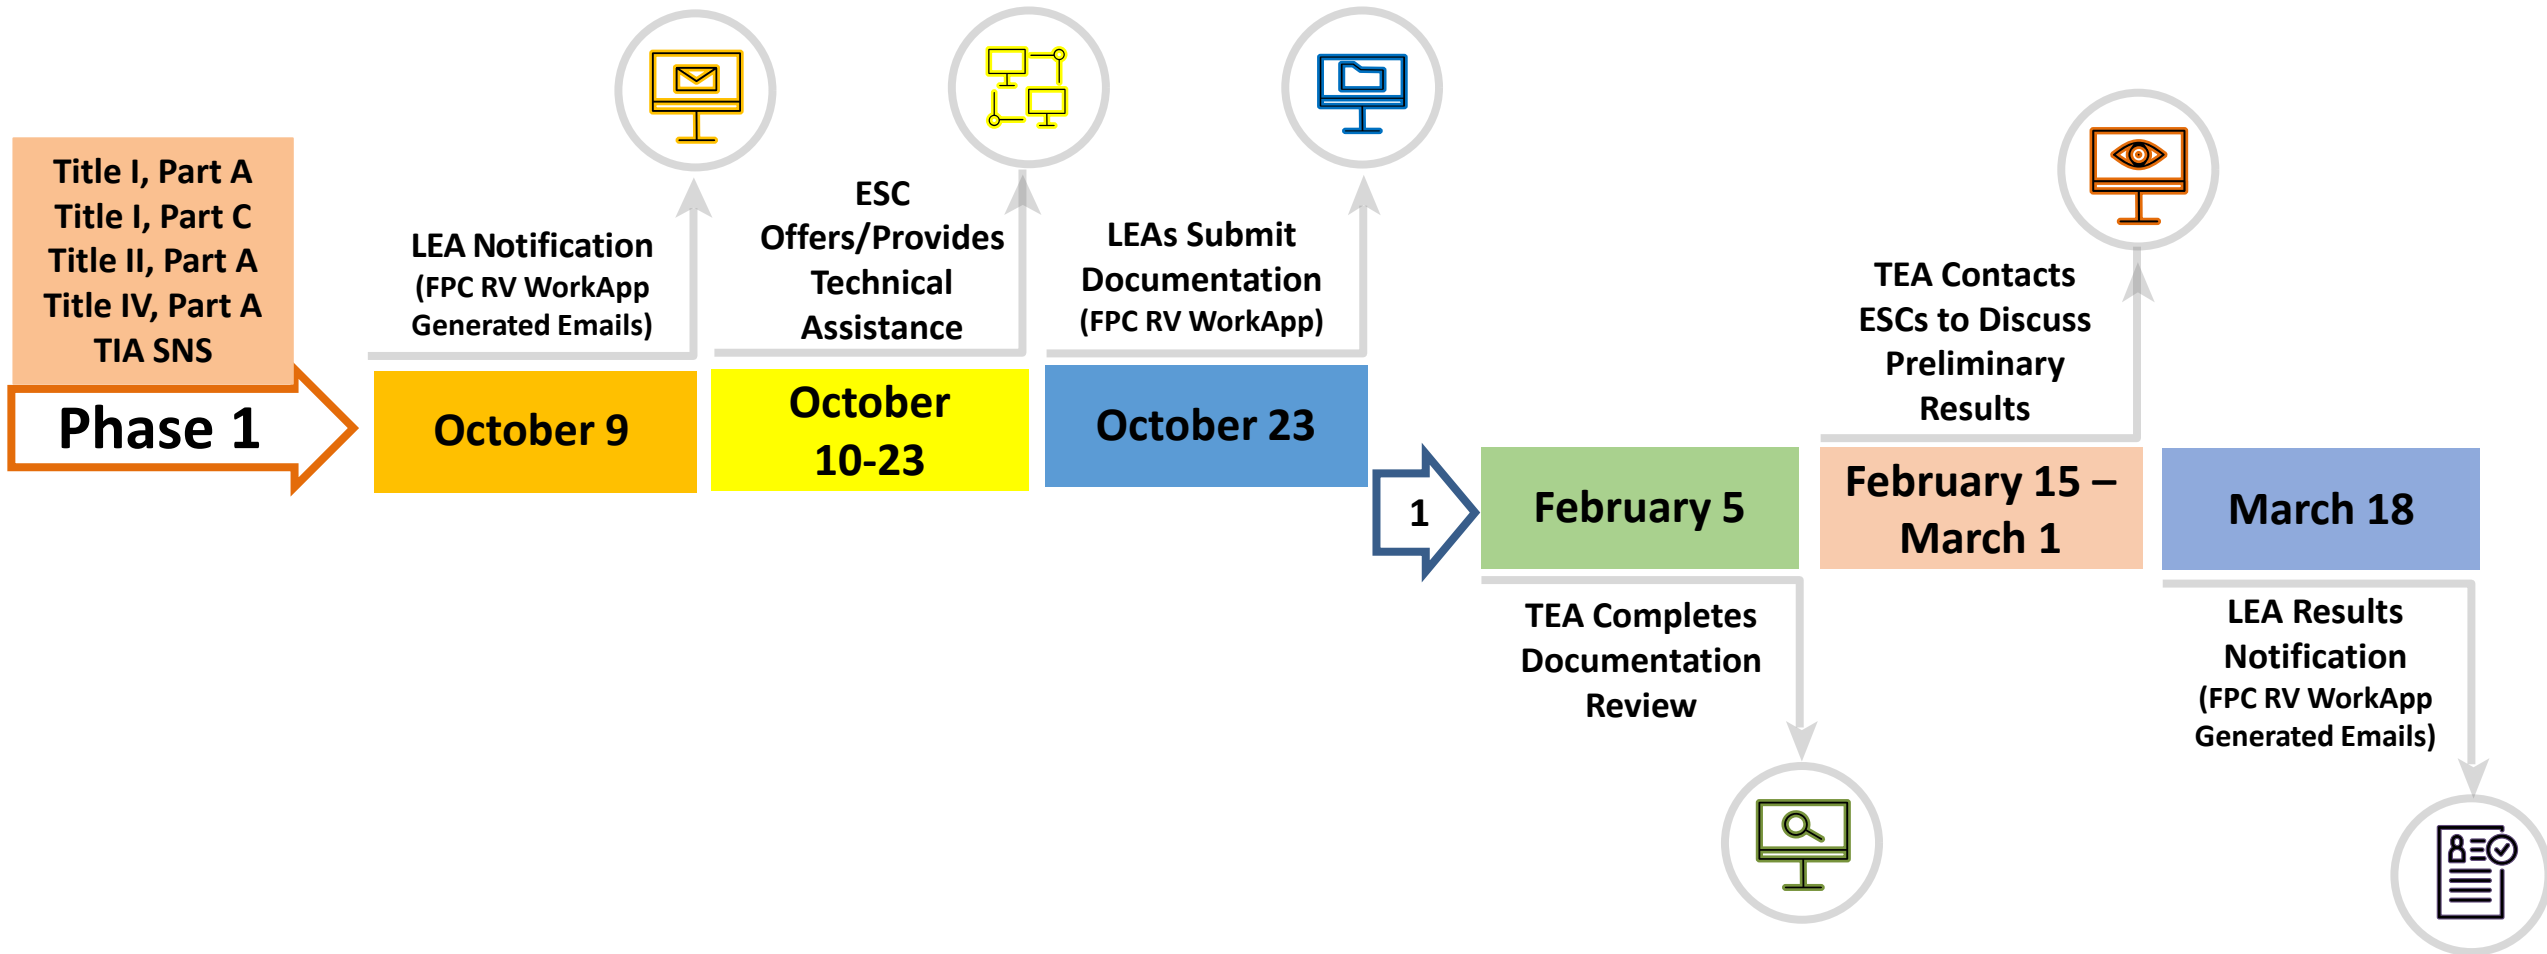 Title I, Part A
Title I, Part C
Title II, Part A
Title IV, Part A
TIA SNS
Phase 1
LEA Notification
(FPC RV WorkApp
Generated Emails)
October 9
ESC
Offers/Provides
Technical
Assistance
October
10-23
LEAs Submit
Documentation
(FPC RV WorkApp)
October 23
1
February 5
TEA Completes
Documentation
Review
TEA Contacts
ESCs to Discuss
Preliminary
Results
February 15 –
March 1
March 18
LEA Results
Notification
(FPC RV WorkApp
Generated Emails)